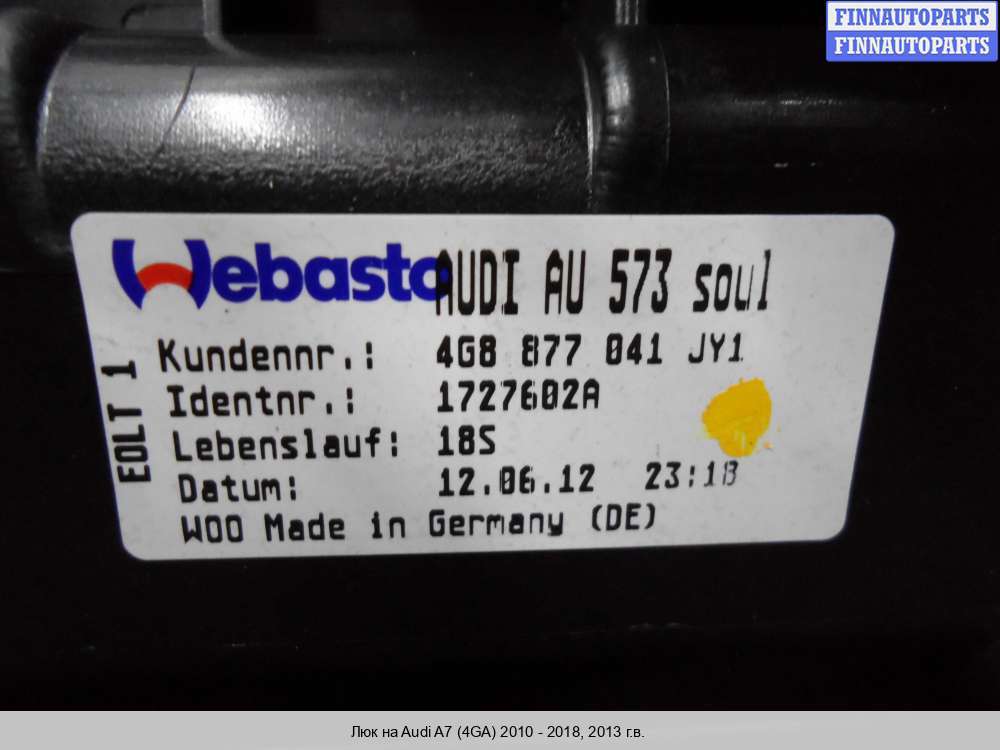 FINNAUTOPARTS
FINNAUTOPARTS
Webasto AUDI AU 573 soul
Kundennr.: 4G8 877 041 JY1
Identnr.: 1727602A
Lebenslauf: 18S
Datum: 12.06.12 23:18
W00 Made in Germany (DE)
EOLT 1
Люк на Audi A7 (4GA) 2010 - 2018, 2013 г.в.